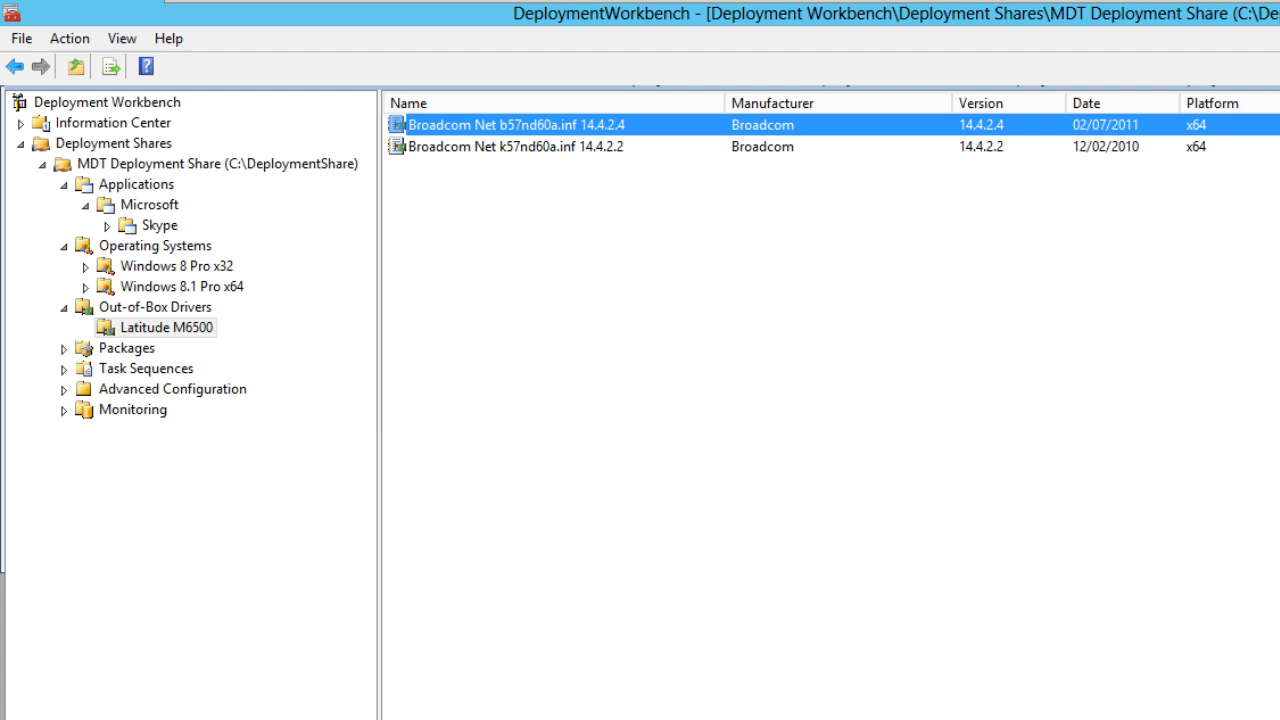 DeploymentWorkbench - [Deployment Workbench\Deployment Shares\MDT Deployment Share (C:\De
File Action View Help
Deployment Workbench
Information Center
Deployment Shares
MDT Deployment Share (C:\DeploymentShare)
Applications
Microsoft
Skype
Operating Systems
Windows 8 Pro x32
Windows 8.1 Pro x64
Out-of-Box Drivers
Latitude M6500
Packages
Task Sequences
Advanced Configuration
Monitoring
Name Manufacturer Version Date Platform
Broadcom Net b57nd60a.inf 14.4.2.4 Broadcom 14.4.2.4 02/07/2011 x64
Broadcom Net k57nd60a.inf 14.4.2.2 Broadcom 14.4.2.2 12/02/2010 x64